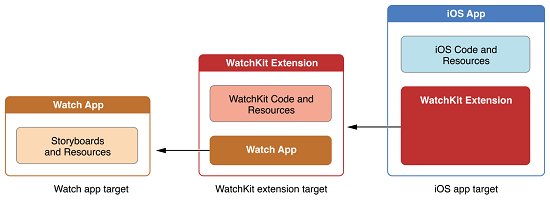 Watch App
Storyboards
and Resources
Watch app target
WatchKit Extension
WatchKit Code and
Resources
Watch App
WatchKit extension target
iOS App
iOS Code and
Resources
WatchKit Extension
iOS app target